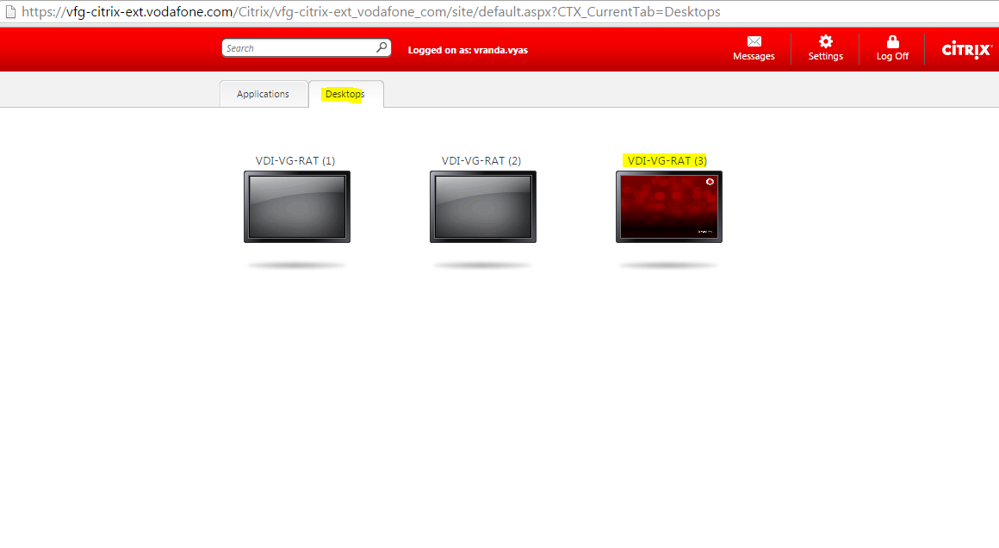 https://vfg-citrix-ext.vodafone.com/Citrix/vfg-citrix-ext_vodafone_com/site/default.aspx?CTX_CurrentTab=Desktops
Search
Logged on as: vranda.vyas
Messages
Settings
Log Off
CİTRIX
Applications
Desktops
VDI-VG-RAT (1)
VDI-VG-RAT (2)
VDI-VG-RAT (3)